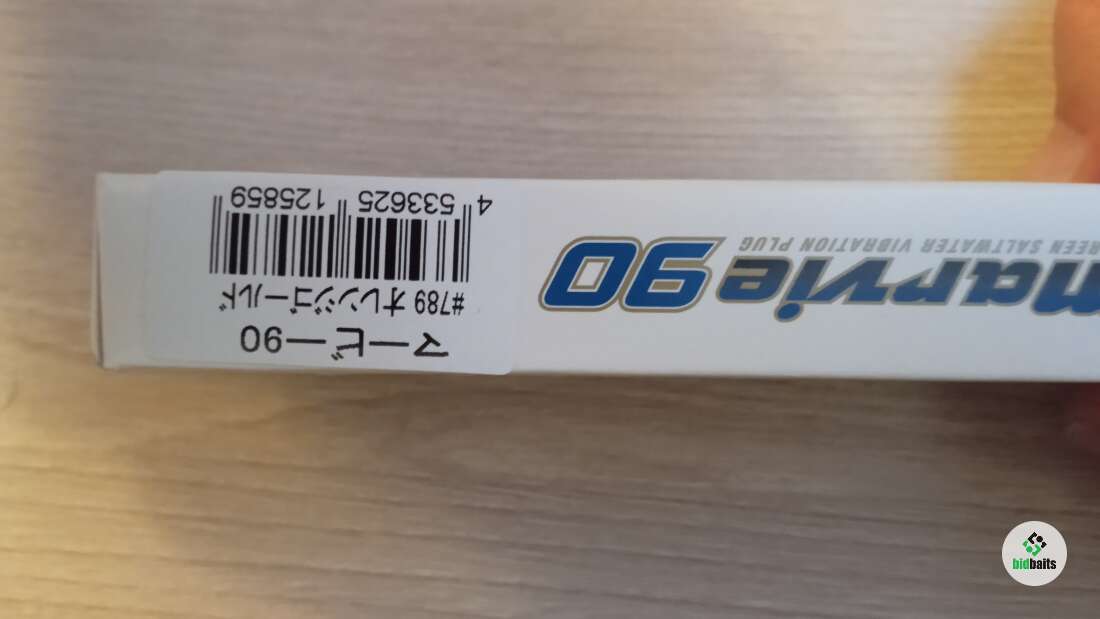 マービー90
#789 オレンジゴールド
4 533625 125859
marvie 90
REEN SALTWATER VIBRATION PLUG
bidbaits